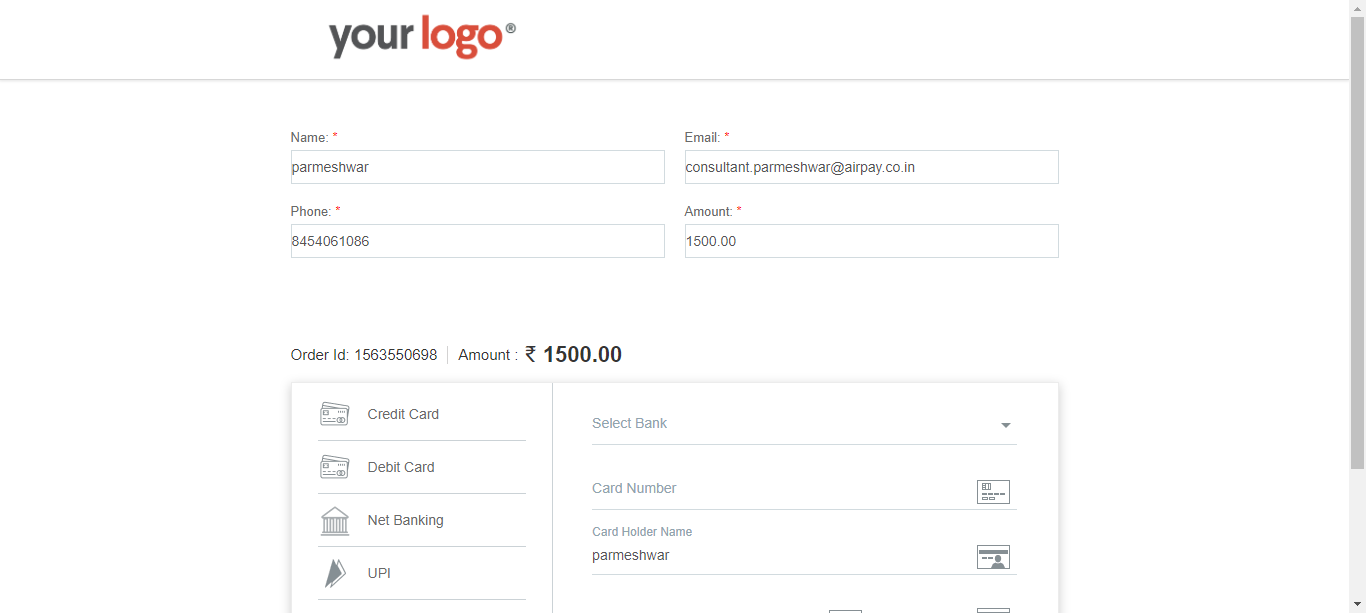 your logo®
Name: *
Email: *
parmeshwar
consultant.parmeshwar@airpay.co.in
Phone: *
Amount: *
8454061086
1500.00
Order Id: 1563550698 Amount : ₹ 1500.00
Credit Card
Debit Card
Net Banking
UPI
Select Bank
Card Number
Card Holder Name
parmeshwar